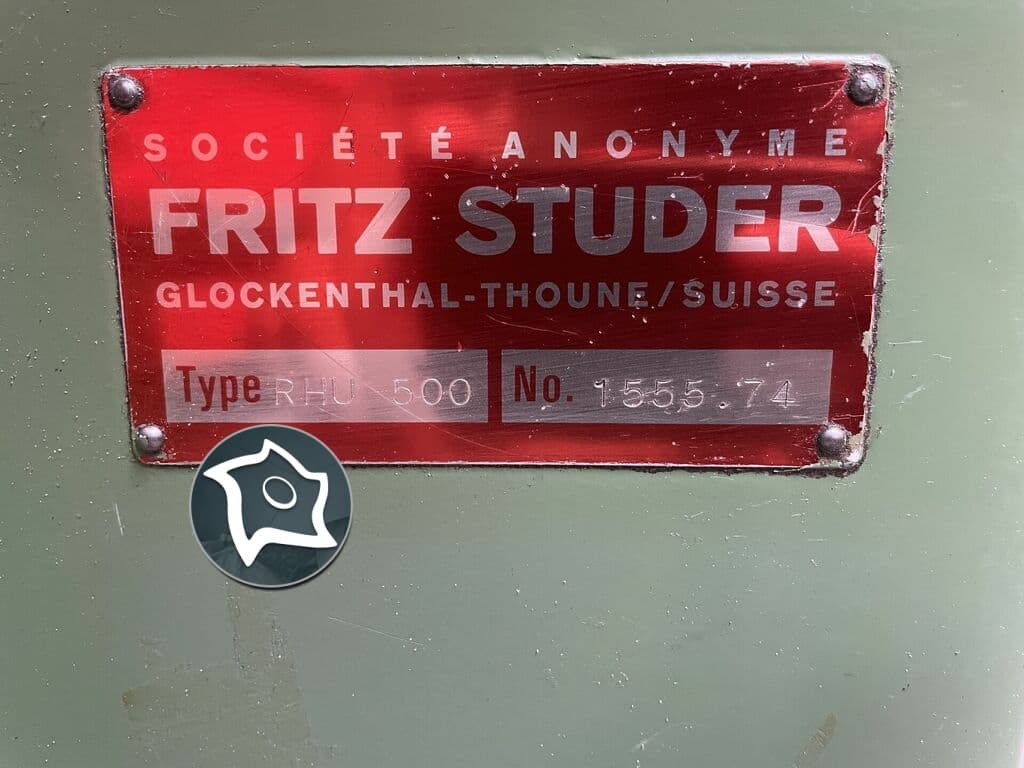 SOCIÉTÉ ANONYME
FRITZ STUDER
GLOCKENTHAL-THOUNE/SUISSE
Type RHU 500 No. 1555.74